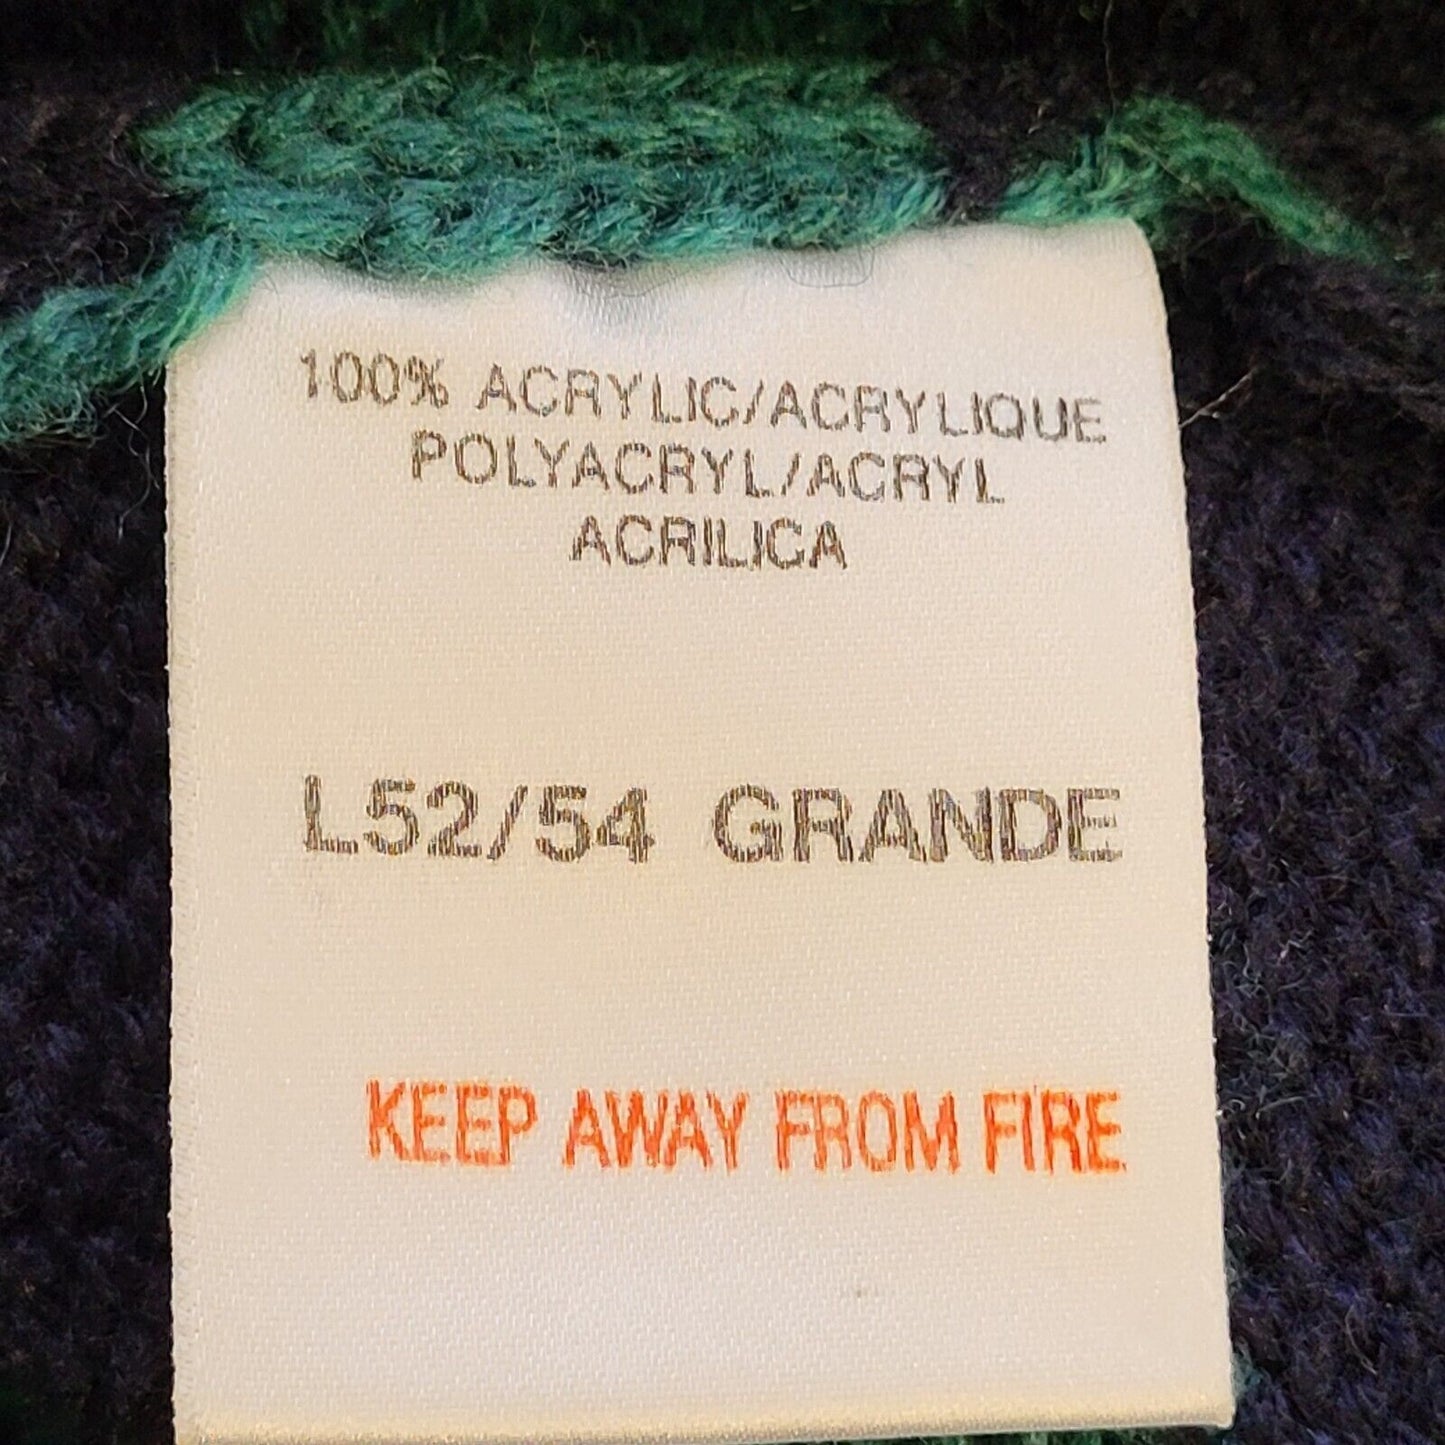 100% ACRYLIC/ACRYLIQUE
POLYACRYL/ACRYL
ACRILICA
L52/54 GRANDE
KEEP AWAY FROM FIRE